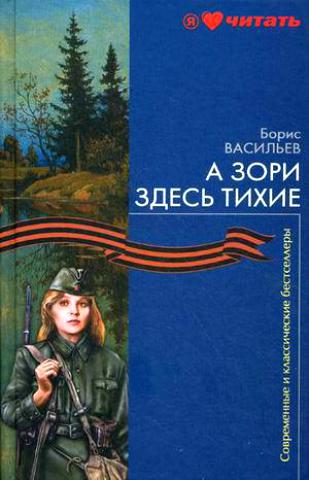 Я читать
Борис
ВАСИЛЬЕВ
А ЗОРИ
ЗДЕСЬ ТИХИЕ
Современные и классические бестселлеры